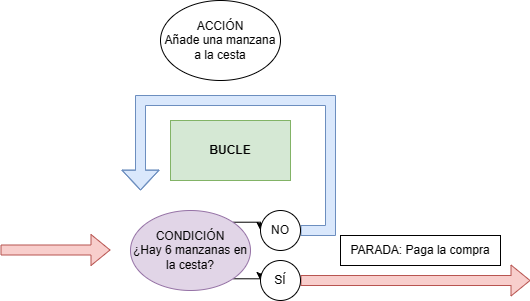 ACCIÓN
Añade una manzana
a la cesta
BUCLE
CONDICIÓN
¿Hay 6 manzanas en
la cesta?
NO
PARADA: Paga la compra
SÍ